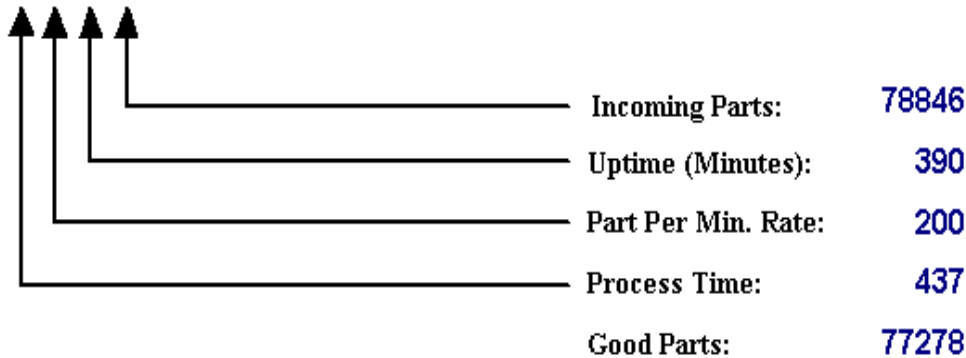 Incoming Parts: 78846
Uptime (Minutes): 390
Part Per Min. Rate: 200
Process Time: 437
Good Parts: 77278